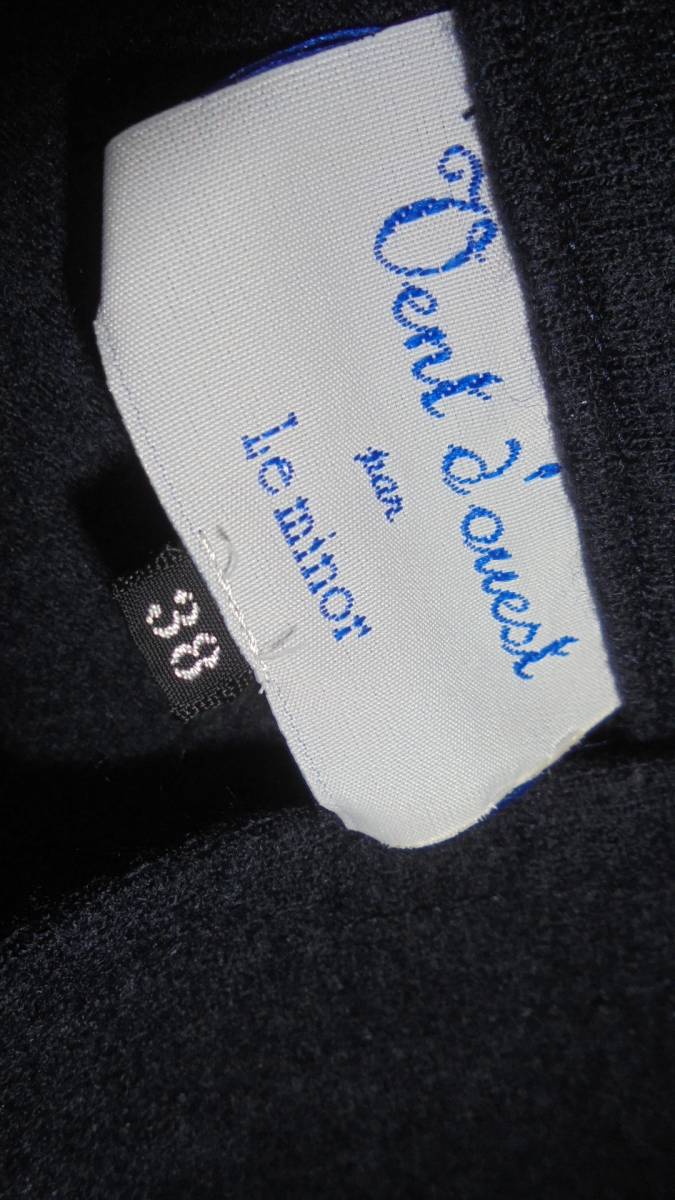 Vent d'ouest
par
Le minor
38